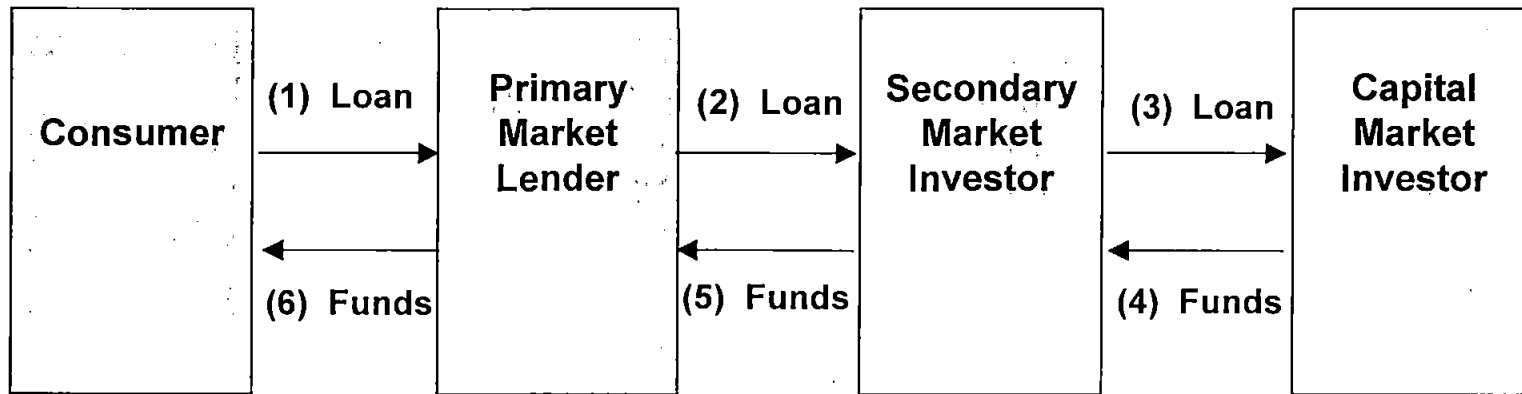 Consumer
(1) Loan
(6) Funds
Primary
Market
Lender
(2) Loan
(5) Funds
Secondary
Market
Investor
(3) Loan
(4) Funds
Capital
Market
Investor